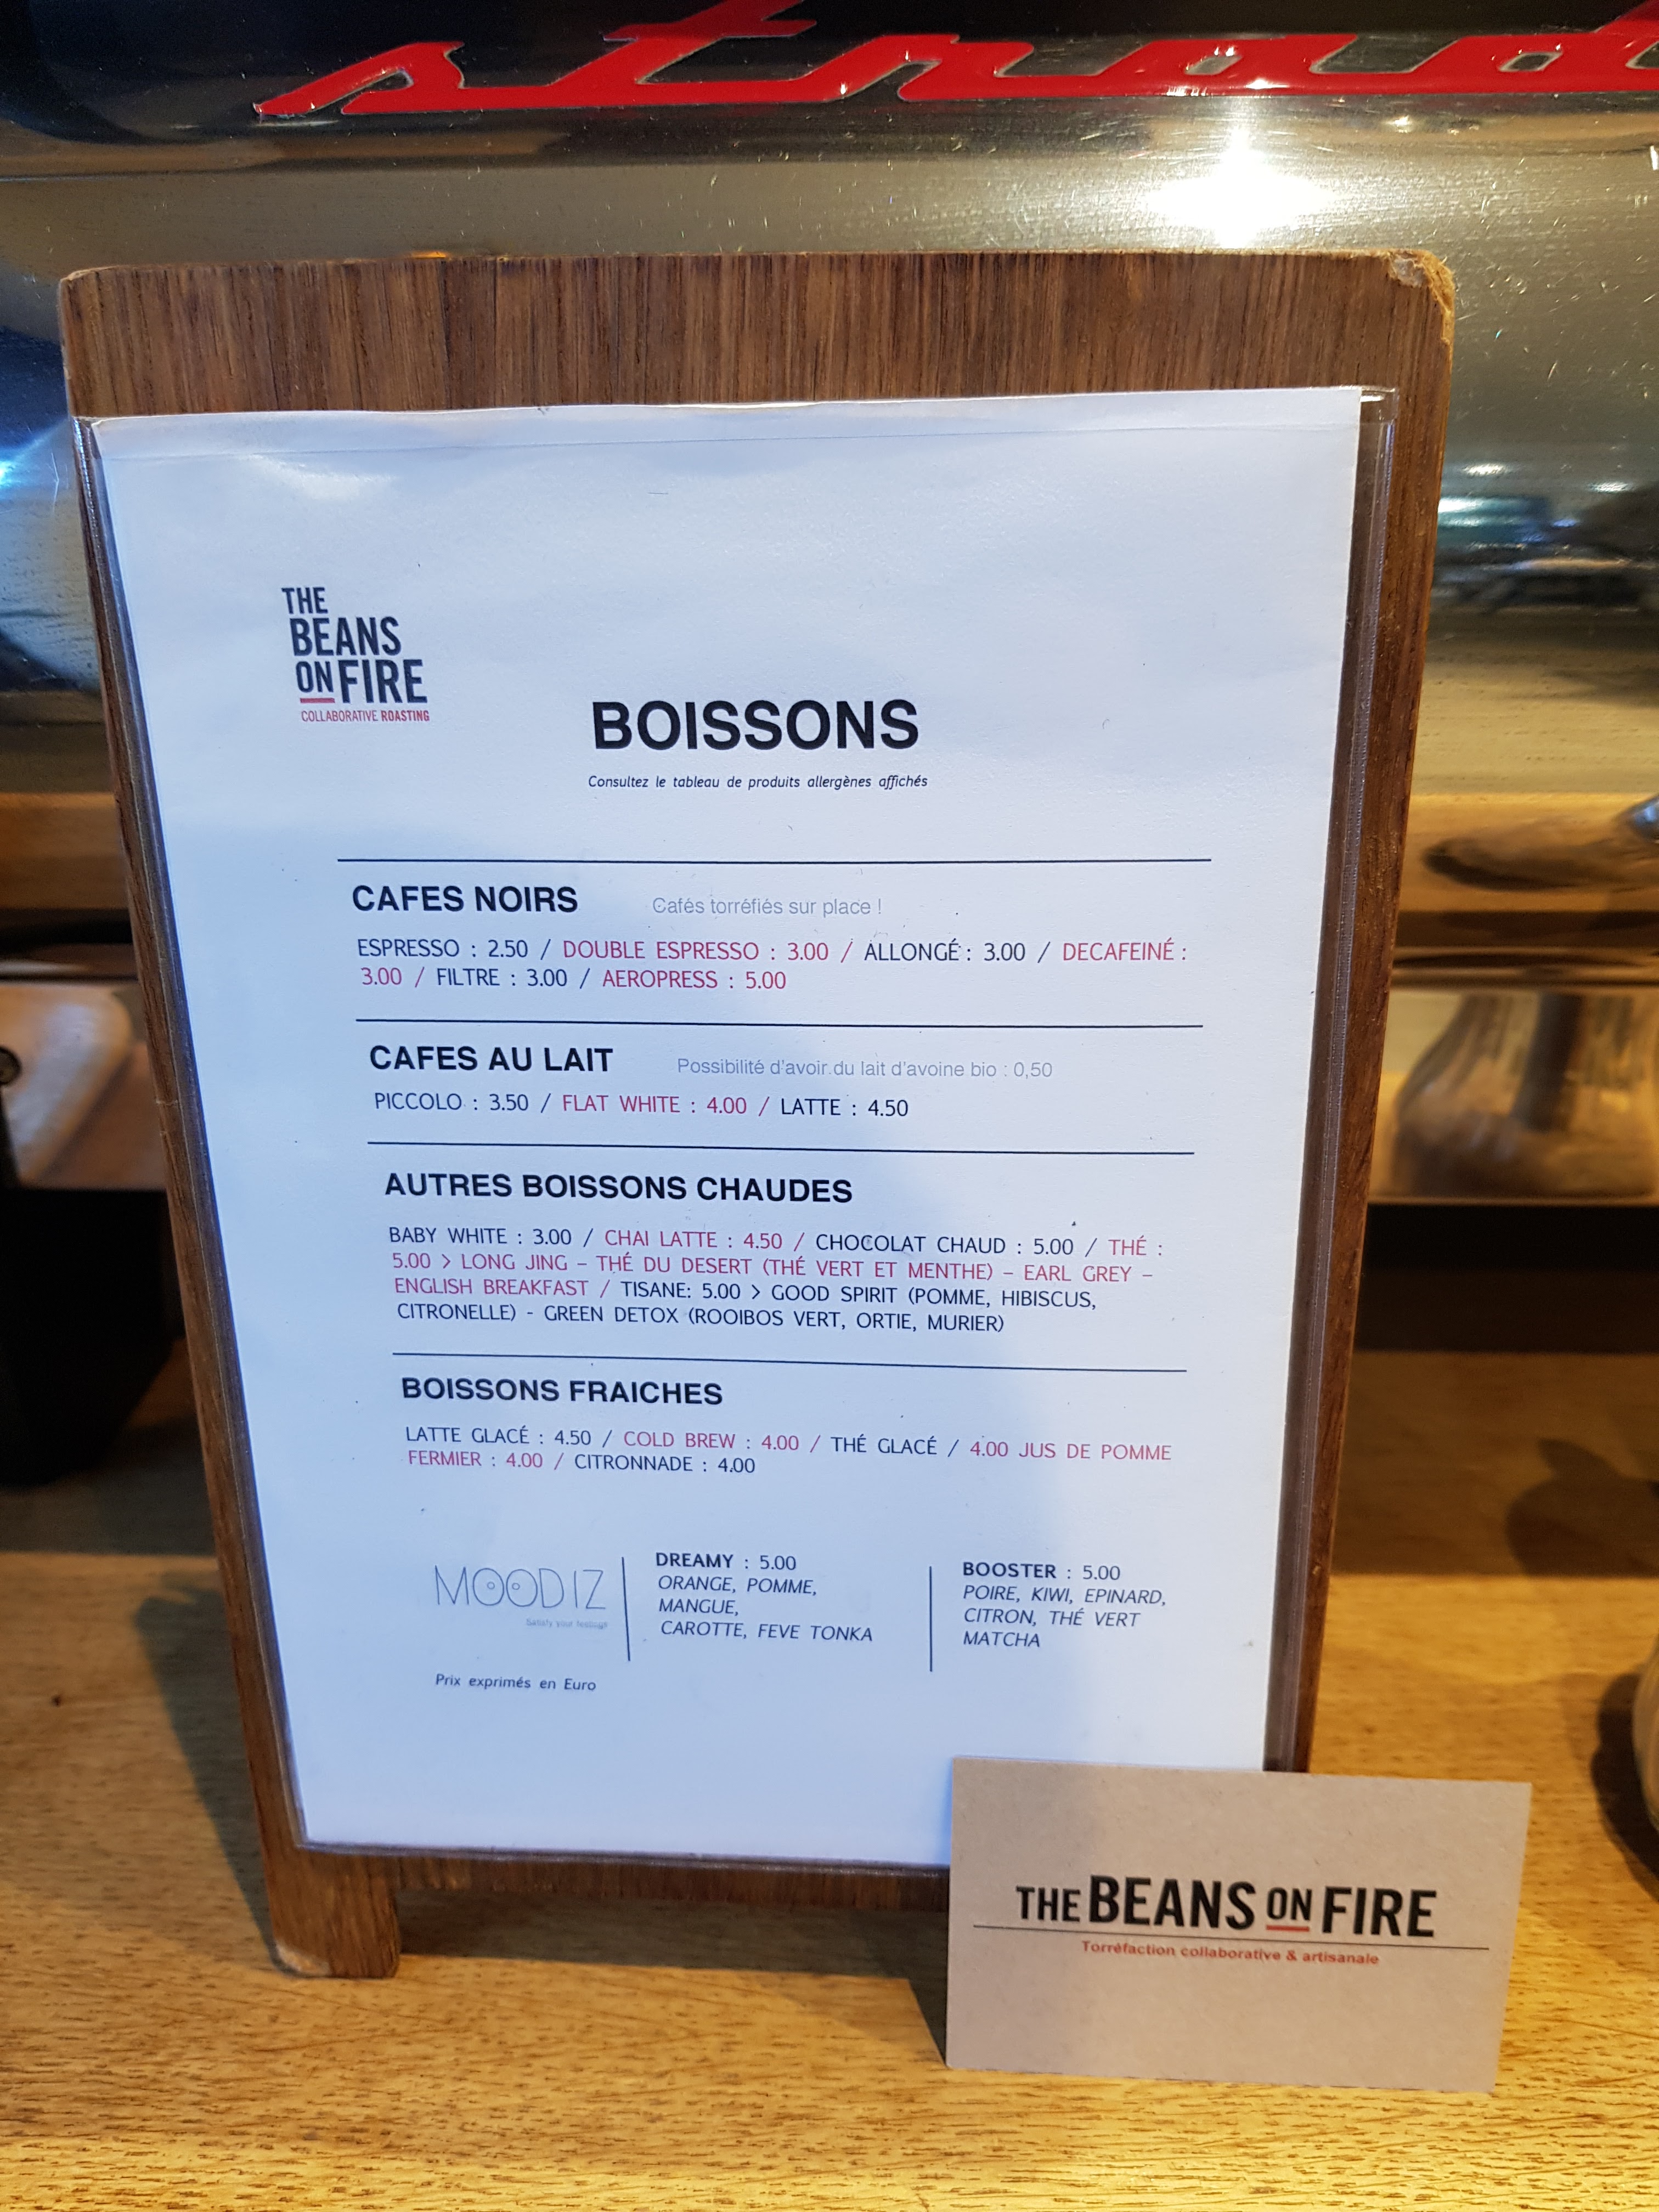 strad
THE
BEANS
ON FIRE
COLLABORATIVE ROASTING
BOISSONS
Consultez le tableau de produits allergènes affichés
CAFES NOIRS Cafés torréfiés sur place !
ESPRESSO : 2.50 / DOUBLE ESPRESSO : 3.00 / ALLONGÉ : 3.00 / DECAFEINÉ :
3.00 / FILTRE : 3.00 / AEROPRESS : 5.00
CAFES AU LAIT Possibilité d'avoir du lait d'avoine bio : 0,50
PICCOLO : 3.50 / FLAT WHITE : 4.00 / LATTE : 4.50
AUTRES BOISSONS CHAUDES
BABY WHITE : 3.00 / CHAI LATTE : 4.50 / CHOCOLAT CHAUD : 5.00 / THÉ :
5.00 > LONG JING – THÉ DU DESERT (THÉ VERT ET MENTHE) – EARL GREY –
ENGLISH BREAKFAST / TISANE: 5.00 > GOOD SPIRIT (POMME, HIBISCUS,
CITRONELLE) - GREEN DETOX (ROOIBOS VERT, ORTIE, MURIER)
BOISSONS FRAICHES
LATTE GLACÉ : 4.50 / COLD BREW : 4.00 / THÉ GLACÉ / 4.00 JUS DE POMME
FERMIER : 4.00 / CITRONNADE : 4.00
MOODIZ
Satisfy your feelings
DREAMY : 5.00
ORANGE, POMME,
MANGUE,
CAROTTE, FEVE TONKA
BOOSTER : 5.00
POIRE, KIWI, EPINARD,
CITRON, THÉ VERT
MATCHA
Prix exprimés en Euro
THE BEANS ON FIRE
Torréfaction collaborative & artisanale